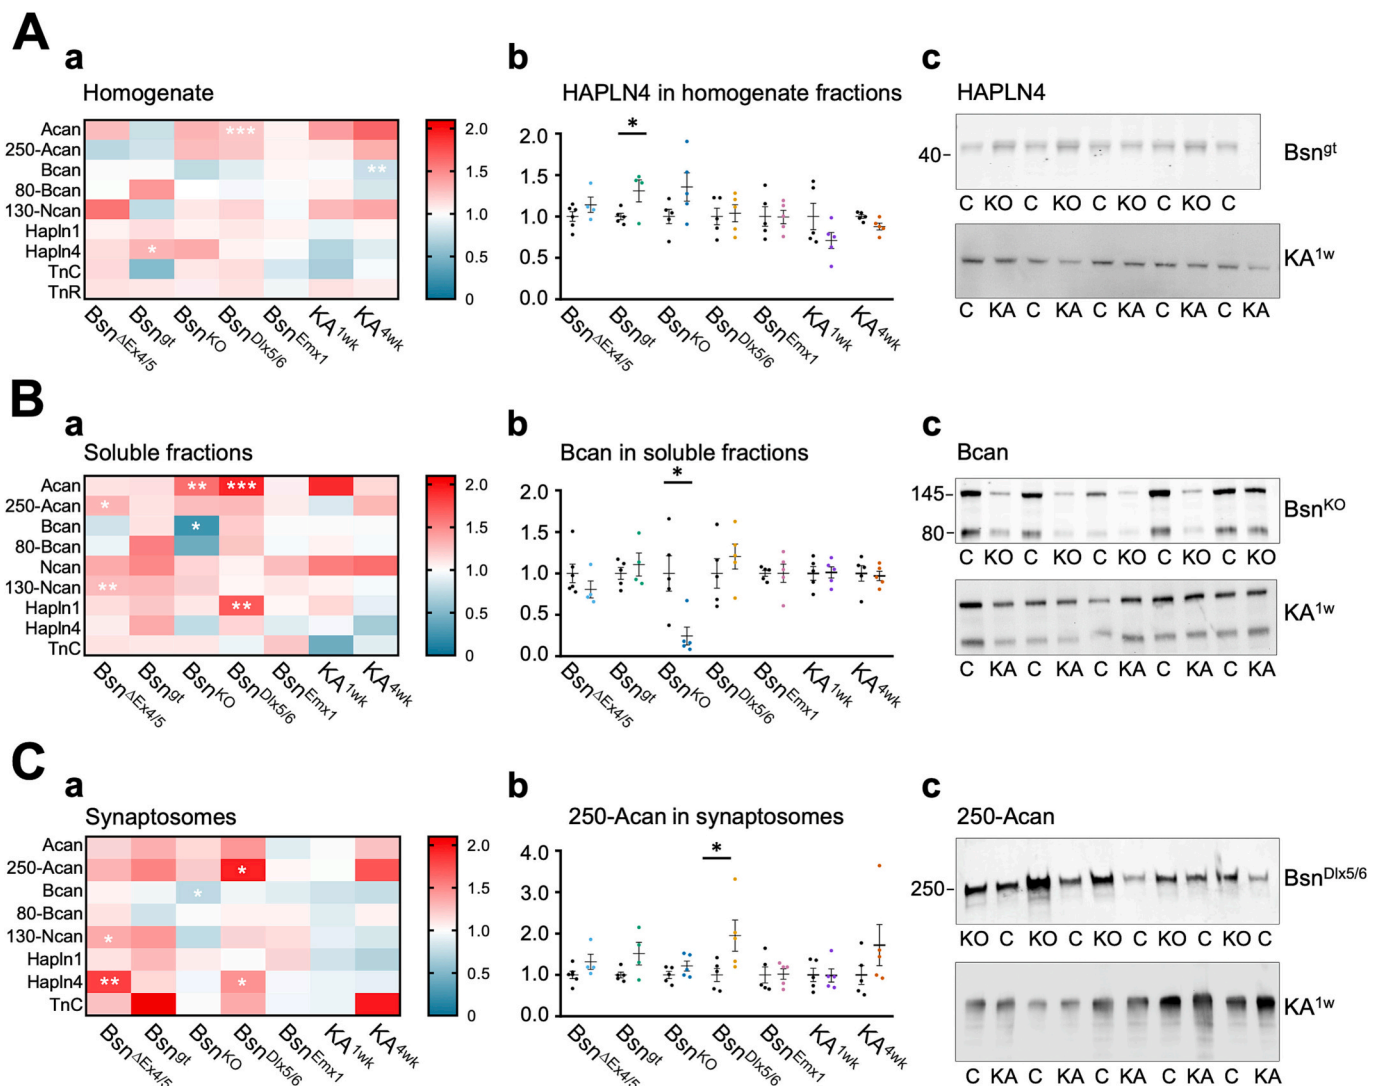 A
a
Homogenate
Acan
250-Acan
Bcan
80-Bcan
130-Ncan
Hapln1
Hapln4
TnC
TnR
***
**
*
2.0
1.5
1.0
0.5
0
BsnΔEx4/5 Bsngt BsnKO BsnDlx5/6 BsnEmx1 KA1wk KA4wk
b
HAPLN4 in homogenate fractions
2.0
1.5
1.0
0.5
0.0
*
BsnΔEx4/5 Bsngt BsnKO BsnDlx5/6 BsnEmx1 KA1wk KA4wk
c
HAPLN4
40-
Bsngt
C KO C KO C KO C KO C
KA1w
C KA C KA C KA C KA C KA
B
a
Soluble fractions
Acan
250-Acan
Bcan
80-Bcan
Ncan
130-Ncan
Hapln1
Hapln4
TnC
** ***
*
*
**
**
2.0
1.5
1.0
0.5
0
BsnΔEx4/5 Bsngt BsnKO BsnDlx5/6 BsnEmx1 KA1wk KA4wk
b
Bcan in soluble fractions
2.0
1.5
1.0
0.5
0.0
*
BsnΔEx4/5 Bsngt BsnKO BsnDlx5/6 BsnEmx1 KA1wk KA4wk
c
Bcan
145-
80-
BsnKO
C KO C KO C KO C KO C KO
KA1w
C KA C KA C KA C KA C KA
C
a
Synaptosomes
Acan
250-Acan
Bcan
80-Bcan
130-Ncan
Hapln1
Hapln4
TnC
*
*
*
** *
2.0
1.5
1.0
0.5
0
BsnΔEx4/5 Bsngt BsnKO BsnDlx5/6 BsnEmx1 KA1wk KA4wk
b
250-Acan in synaptosomes
4.0
3.0
2.0
1.0
0.0
*
BsnΔEx4/5 Bsngt BsnKO BsnDlx5/6 BsnEmx1 KA1wk KA4wk
c
250-Acan
250-
BsnDlx5/6
KO C KO C KO C KO C KO C
KA1w
C KA C KA C KA C KA C KA